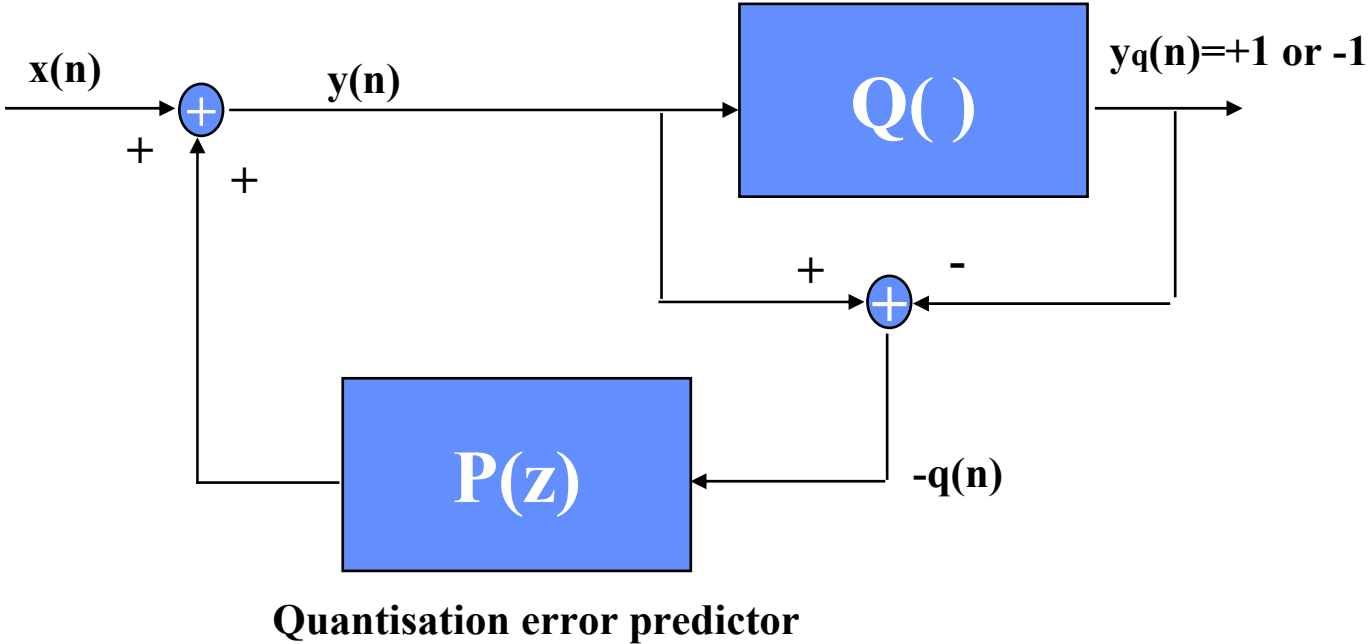 x(n)
y(n)
Q( )
yq(n)=+1 or -1
+
+
+
+
-
+
P(z)
-q(n)
Quantisation error predictor